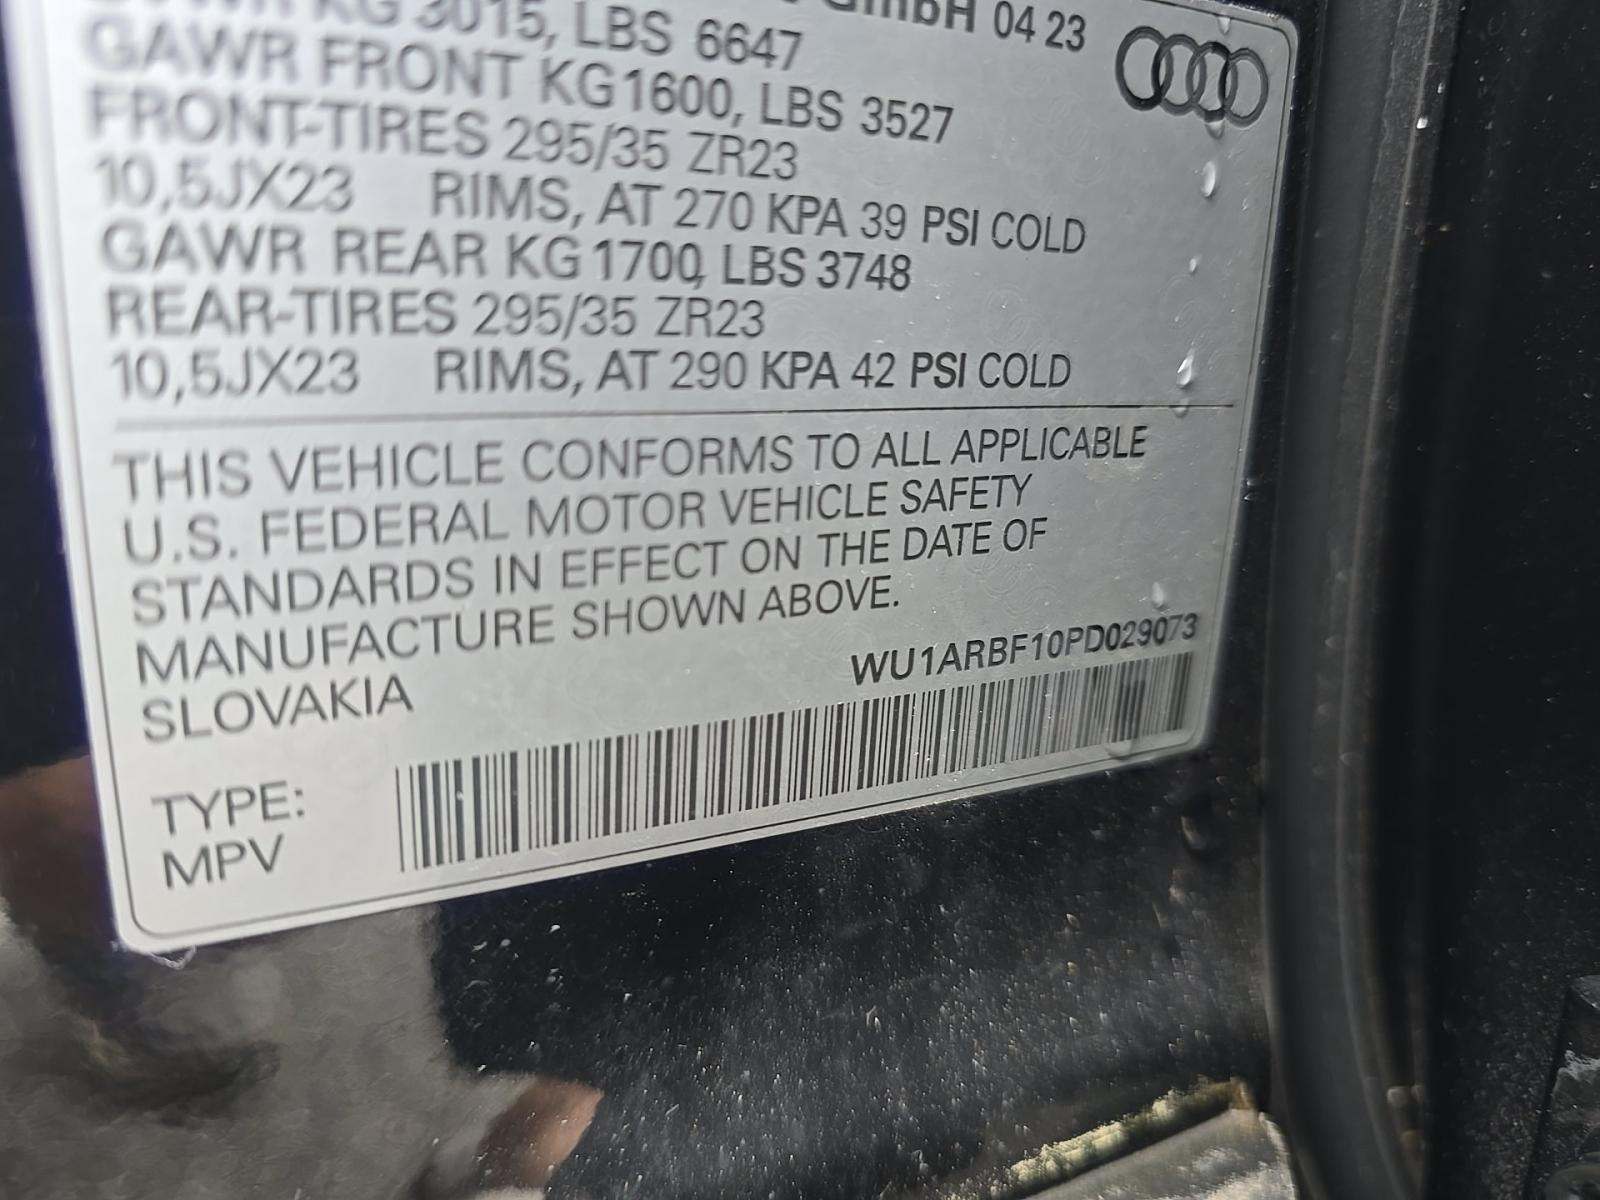 GmbH 04 23
KG 3015, LBS 6647
GAWR FRONT KG 1600, LBS 3527
FRONT-TIRES 295/35 ZR23
10,5JX23 RIMS, AT 270 KPA 39 PSI COLD
GAWR REAR KG 1700, LBS 3748
REAR-TIRES 295/35 ZR23
10,5JX23 RIMS, AT 290 KPA 42 PSI COLD
THIS VEHICLE CONFORMS TO ALL APPLICABLE
U.S. FEDERAL MOTOR VEHICLE SAFETY
STANDARDS IN EFFECT ON THE DATE OF
MANUFACTURE SHOWN ABOVE.
WU1ARBF10PD029073
SLOVAKIA
TYPE:
MPV